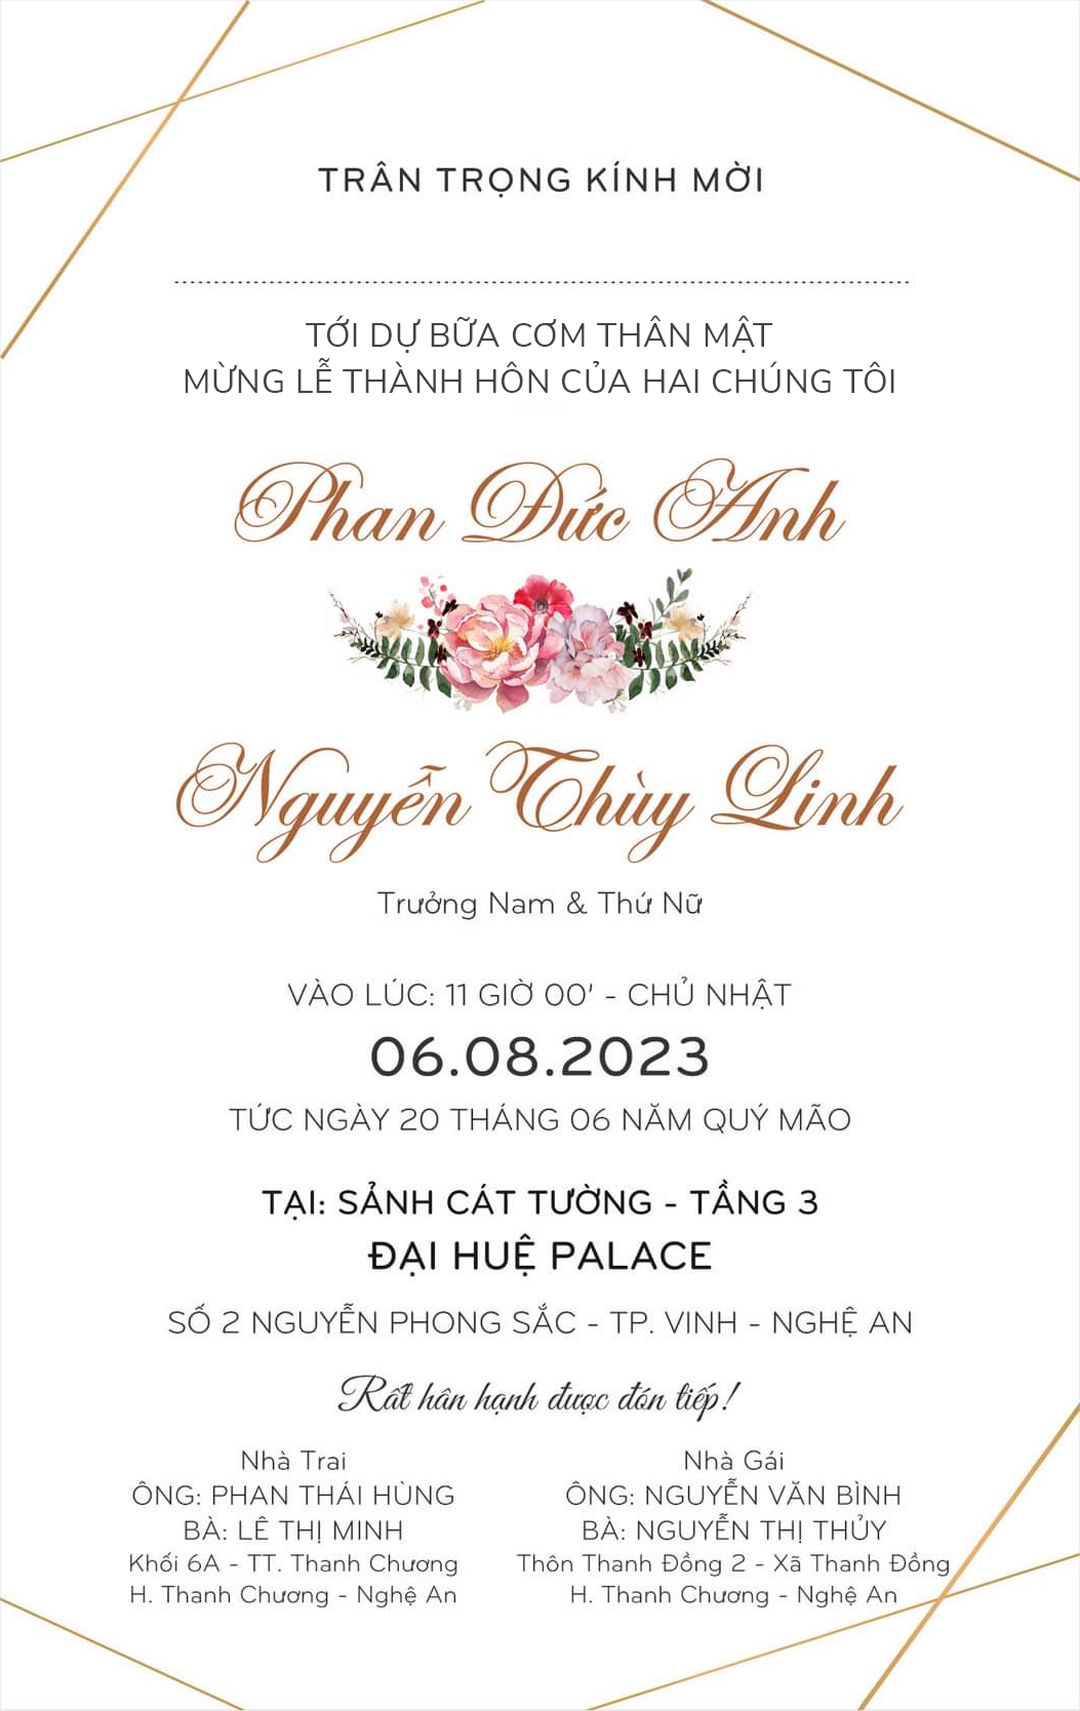 TRÂN TRỌNG KÍNH MỜI
TỚI DỰ BỮA CƠM THÂN MẬT
MỪNG LỄ THÀNH HÔN CỦA HAI CHÚNG TÔI
Phan Đức Anh
Nguyễn Thùy Linh
Trưởng Nam & Thứ Nữ
VÀO LÚC: 11 GIỜ 00' - CHỦ NHẬT
06.08.2023
TỨC NGÀY 20 THÁNG 06 NĂM QUÝ MÃO
TẠI: SẢNH CÁT TƯỜNG - TẦNG 3
ĐẠI HUỆ PALACE
SỐ 2 NGUYỄN PHONG SẮC - TP. VINH - NGHỆ AN
Rất hân hạnh được đón tiếp!
Nhà Trai
ÔNG: PHAN THÁI HÙNG
BÀ: LÊ THỊ MINH
Khối 6A - TT. Thanh Chương
H. Thanh Chương - Nghệ An
Nhà Gái
ÔNG: NGUYỄN VĂN BÌNH
BÀ: NGUYỄN THỊ THỦY
Thôn Thanh Đồng 2 - Xã Thanh Đồng
H. Thanh Chương - Nghệ An